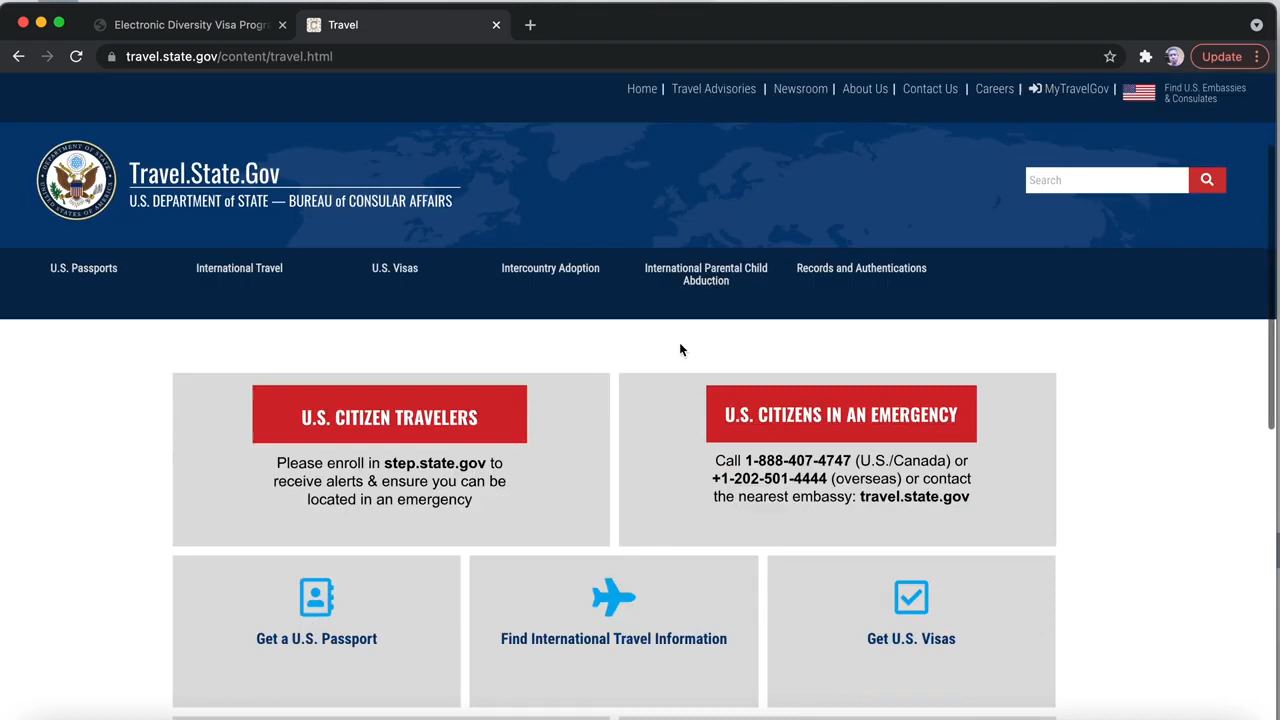 Electronic Diversity Visa Progr
Travel
travel.state.gov/content/travel.html
Update
Home | Travel Advisories | Newsroom | About Us | Contact Us | Careers | MyTravelGov |
Find U.S. Embassies
& Consulates
Travel.State.Gov
U.S. DEPARTMENT of STATE — BUREAU of CONSULAR AFFAIRS
Search
U.S. Passports
International Travel
U.S. Visas
Intercountry Adoption
International Parental Child
Abduction
Records and Authentications
U.S. CITIZEN TRAVELERS
Please enroll in step.state.gov to
receive alerts & ensure you can be
located in an emergency
U.S. CITIZENS IN AN EMERGENCY
Call 1-888-407-4747 (U.S./Canada) or
+1-202-501-4444 (overseas) or contact
the nearest embassy: travel.state.gov
Get a U.S. Passport
Find International Travel Information
Get U.S. Visas